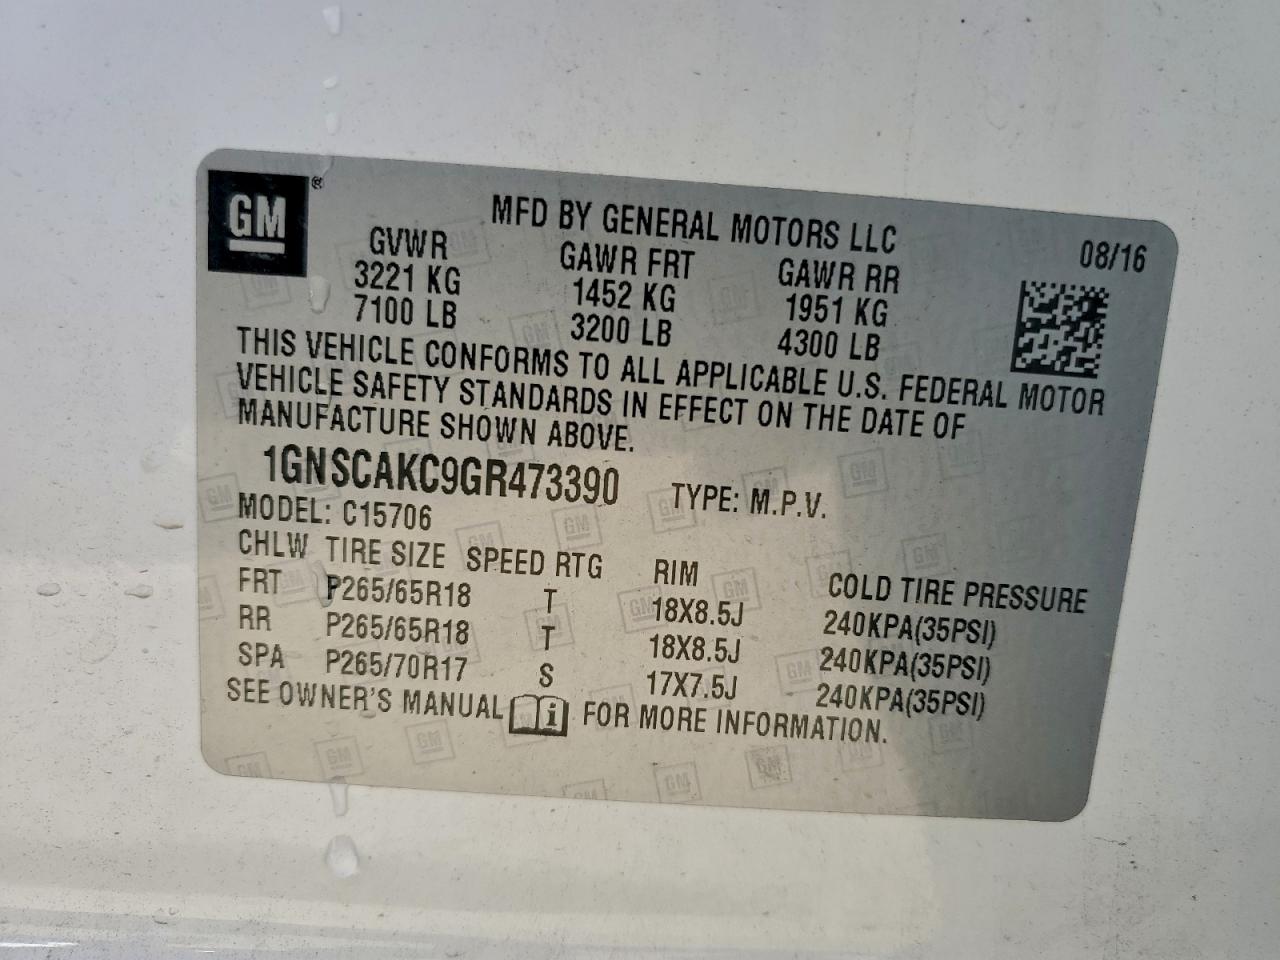 GM ®
MFD BY GENERAL MOTORS LLC
08/16
GVWR GAWR FRT GAWR RR
3221 KG 1452 KG 1951 KG
7100 LB 3200 LB 4300 LB
THIS VEHICLE CONFORMS TO ALL APPLICABLE U.S. FEDERAL MOTOR
VEHICLE SAFETY STANDARDS IN EFFECT ON THE DATE OF
MANUFACTURE SHOWN ABOVE.
1GNSCAKC9GR473390 TYPE: M.P.V.
MODEL: C15706
CHLW TIRE SIZE SPEED RTG RIM COLD TIRE PRESSURE
FRT P265/65R18 T 18X8.5J 240KPA(35PSI)
RR P265/65R18 T 18X8.5J 240KPA(35PSI)
SPA P265/70R17 S 17X7.5J 240KPA(35PSI)
SEE OWNER'S MANUAL i FOR MORE INFORMATION.